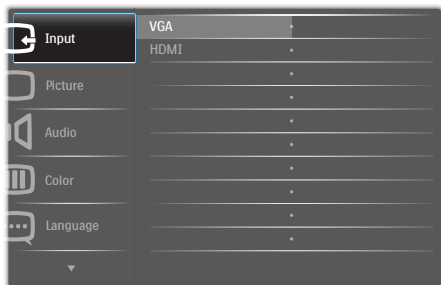 Input
VGA
HDMI
Picture
Audio
Color
Language